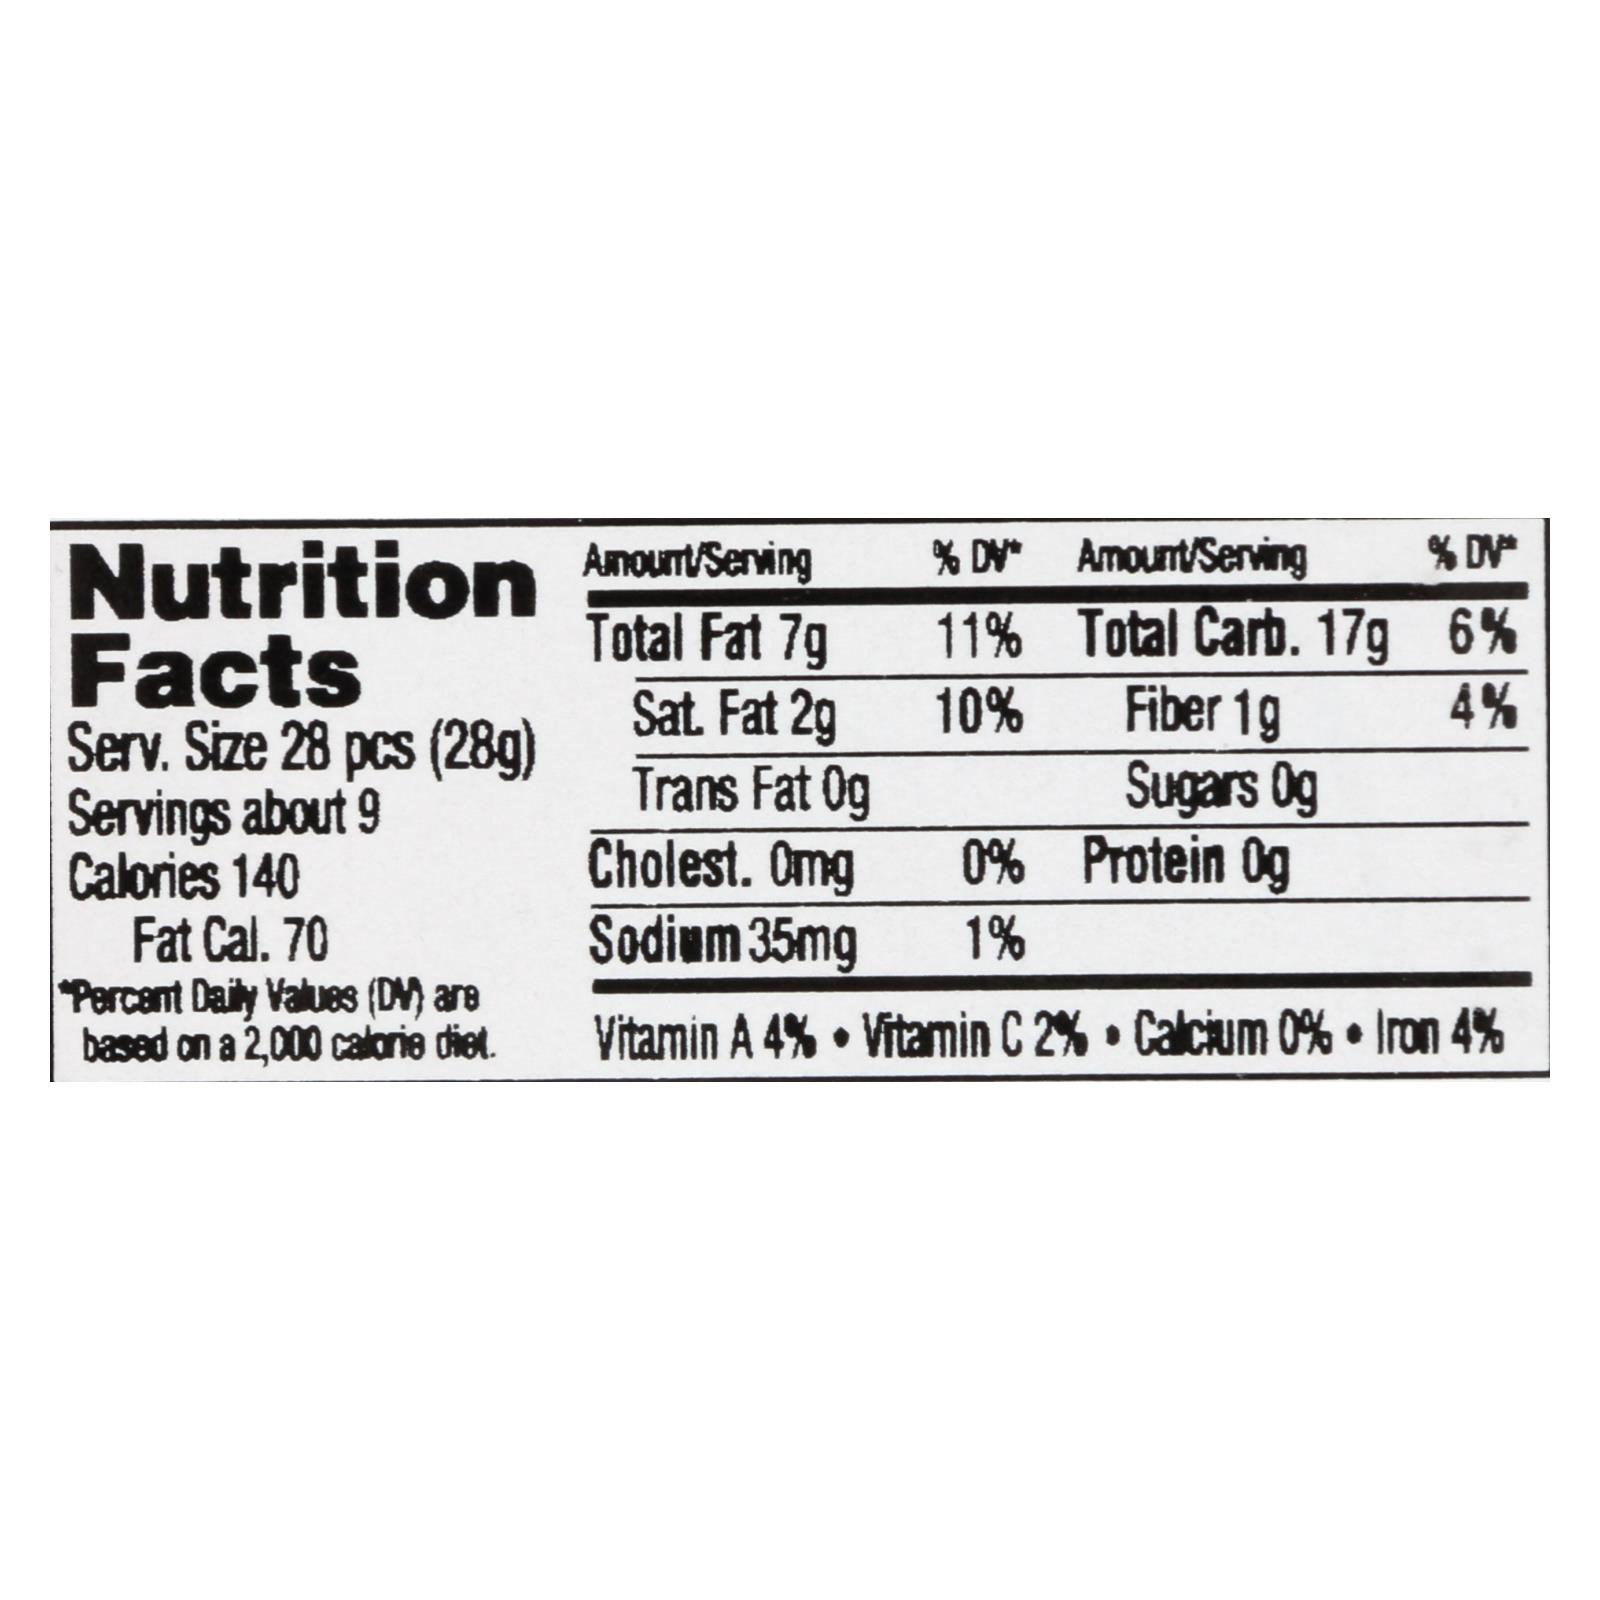 Nutrition
Facts
Serv. Size 28 pcs (28g)
Servings about 9
Calories 140
Fat Cal. 70
*Percent Daily Values (DV) are
based on a 2,000 calorie diet.
Amount/Serving % DV* Amount/Serving % DV*
Total Fat 7g 11% Total Carb. 17g 6%
Sat. Fat 2g 10% Fiber 1g 4%
Trans Fat 0g Sugars 0g
Cholest. 0mg 0% Protein 0g
Sodium 35mg 1%
Vitamin A 4% • Vitamin C 2% • Calcium 0% • Iron 4%